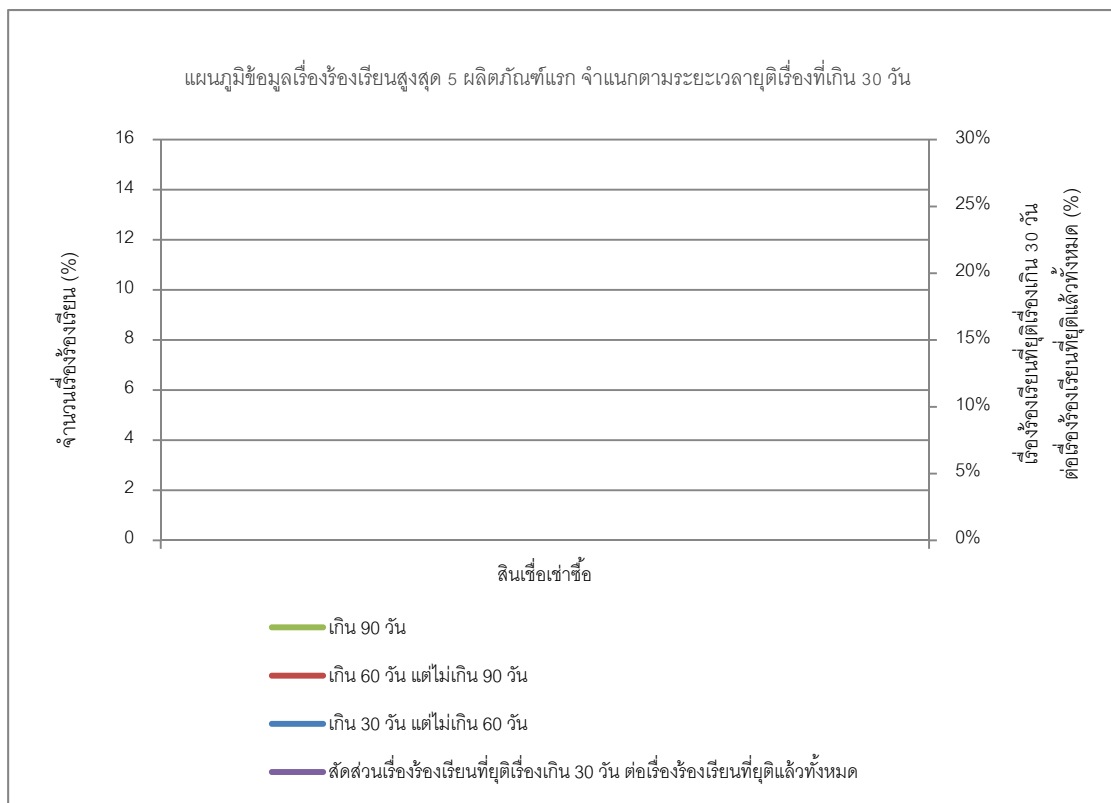 แผนภูมิข้อมูลเรื่องร้องเรียนสูงสุด 5 ผลิตภัณฑ์แรก จำแนกตามระยะเวลายุติเรื่องที่เกิน 30 วัน
จำนวนเรื่องร้องเรียน (%)
16
14
12
10
8
6
4
2
0
30%
25%
20%
15%
10%
5%
0%
เรื่องร้องเรียนที่ยุติเรื่องเกิน 30 วัน
ต่อเรื่องร้องเรียนที่ยุติแล้วทั้งหมด (%)
สินเชื่อเช่าซื้อ
เกิน 90 วัน
เกิน 60 วัน แต่ไม่เกิน 90 วัน
เกิน 30 วัน แต่ไม่เกิน 60 วัน
สัดส่วนเรื่องร้องเรียนที่ยุติเรื่องเกิน 30 วัน ต่อเรื่องร้องเรียนที่ยุติแล้วทั้งหมด